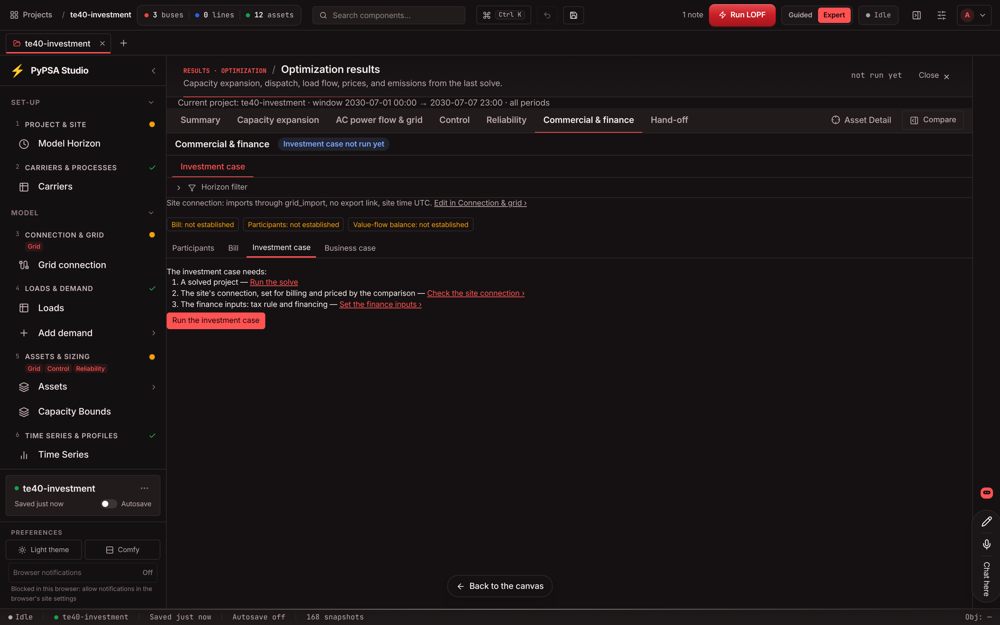 Projects / te40-investment 3 buses 0 lines 12 assets Search components... Ctrl K 1 note Run LOPF Guided Expert Idle A
te40-investment
PyPSA Studio
SET-UP
1 PROJECT & SITE
Model Horizon
2 CARRIERS & PROCESSES
Carriers
MODEL
3 CONNECTION & GRID
Grid
Grid connection
4 LOADS & DEMAND
Loads
Add demand
5 ASSETS & SIZING
Grid Control Reliability
Assets
Capacity Bounds
6 TIME SERIES & PROFILES
Time Series
te40-investment
Saved just now Autosave
PREFERENCES
Light theme Comfy
Browser notifications Off
Blocked in this browser: allow notifications in the
browser's site settings
RESULTS · OPTIMIZATION / Optimization results
Capacity expansion, dispatch, load flow, prices, and emissions from the last solve.
not run yet Close
Current project: te40-investment · window 2030-07-01 00:00 → 2030-07-07 23:00 · all periods
Summary Capacity expansion AC power flow & grid Control Reliability Commercial & finance Hand-off Asset Detail Compare
Commercial & finance Investment case not run yet
Investment case
Horizon filter
Site connection: imports through grid_import, no export link, site time UTC. Edit in Connection & grid ›
Bill: not established Participants: not established Value-flow balance: not established
Participants Bill Investment case Business case
The investment case needs:
1. A solved project — Run the solve
2. The site's connection, set for billing and priced by the comparison — Check the site connection ›
3. The finance inputs: tax rule and financing — Set the finance inputs ›
Run the investment case
Back to the canvas
Chat here
Idle te40-investment Saved just now Autosave off 168 snapshots Obj: —